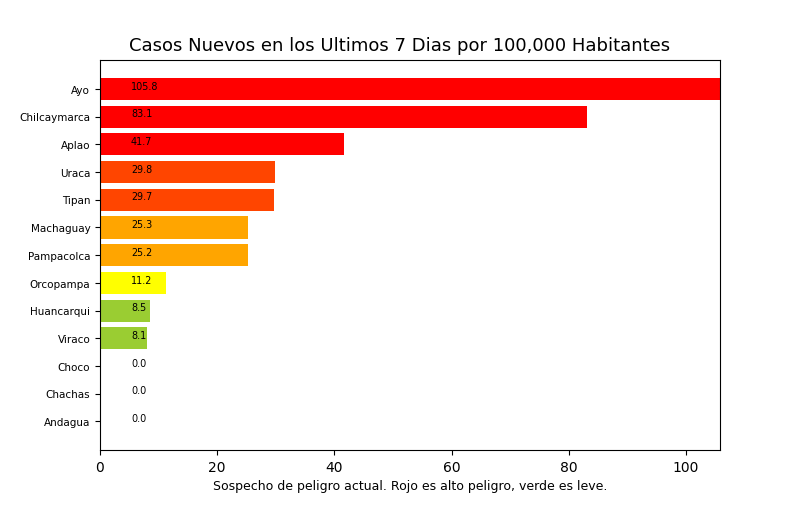 Casos Nuevos en los Ultimos 7 Dias por 100,000 Habitantes
Ayo 105.8
Chilcaymarca 83.1
Aplao 41.7
Uraca 29.8
Tipan 29.7
Machaguay 25.3
Pampacolca 25.2
Orcopampa 11.2
Huancarqui 8.5
Viraco 8.1
Choco 0.0
Chachas 0.0
Andagua 0.0
0 20 40 60 80 100
Sospecho de peligro actual. Rojo es alto peligro, verde es leve.